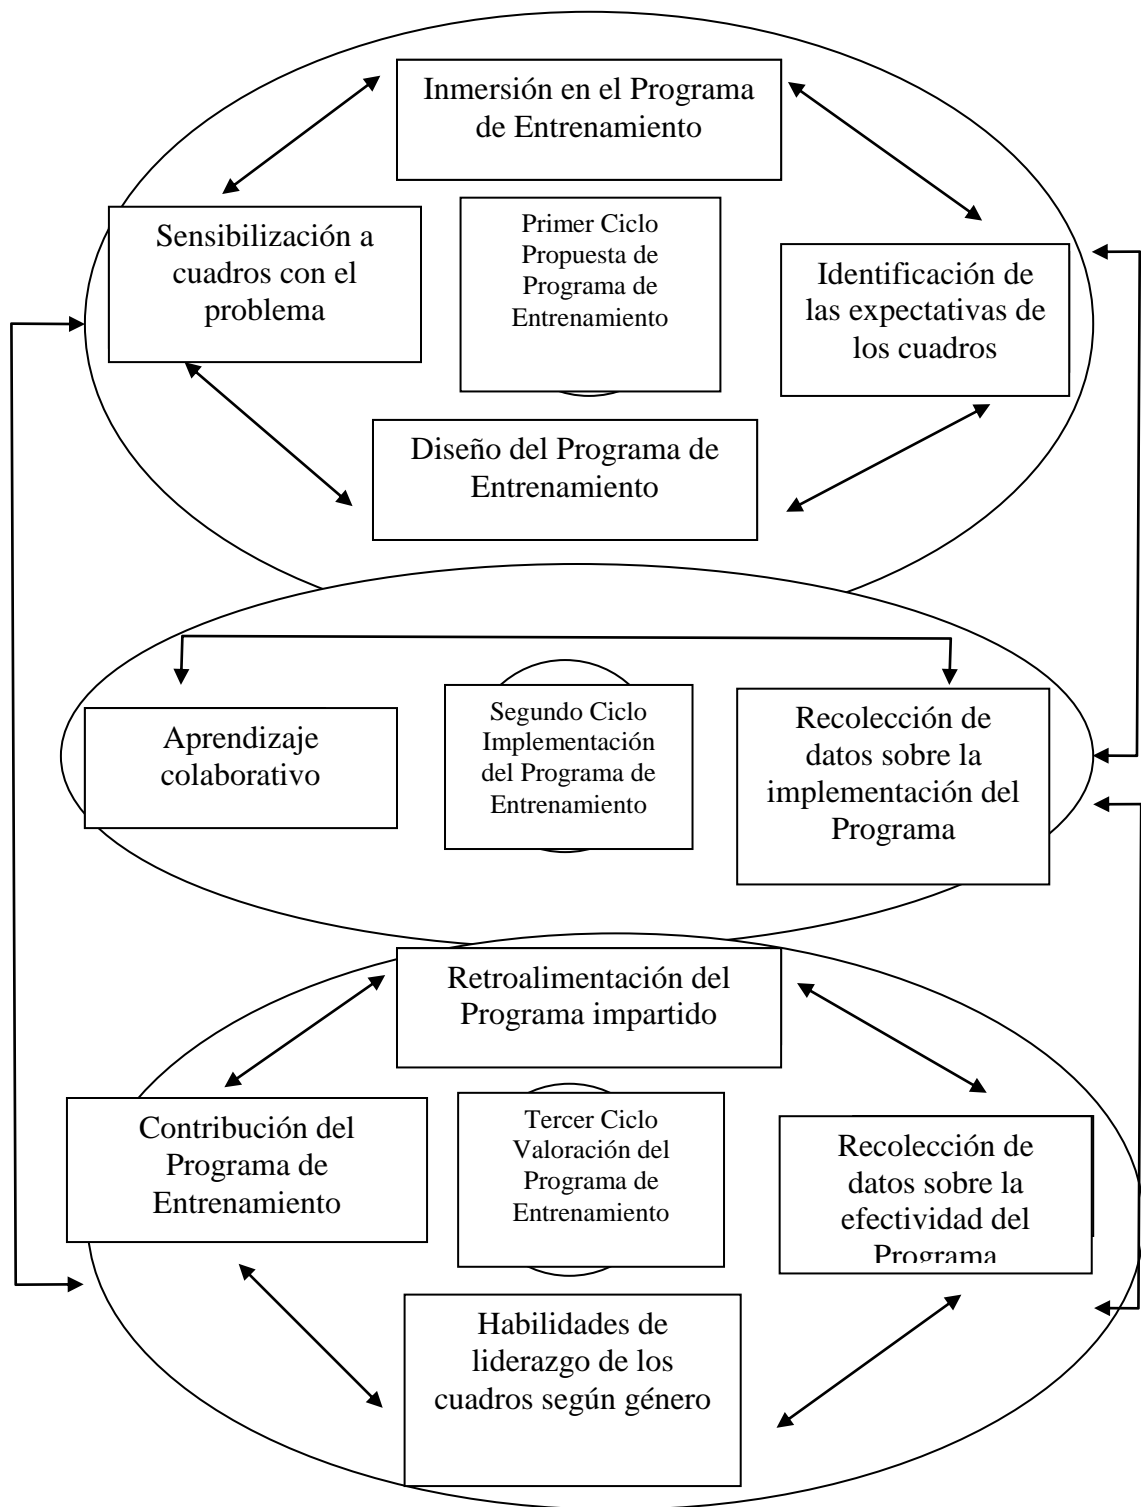 Inmersión en el Programa
de Entrenamiento
Sensibilización a
cuadros con el
problema
Primer Ciclo
Propuesta de
Programa de
Entrenamiento
Identificación de
las expectativas de
los cuadros
Diseño del Programa de
Entrenamiento
Aprendizaje
colaborativo
Segundo Ciclo
Implementación
del Programa de
Entrenamiento
Recolección de
datos sobre la
implementación del
Programa
Retroalimentación del
Programa impartido
Contribución del
Programa de
Entrenamiento
Tercer Ciclo
Valoración del
Programa de
Entrenamiento
Recolección de
datos sobre la
efectividad del
Programa
Habilidades de
liderazgo de los
cuadros según género